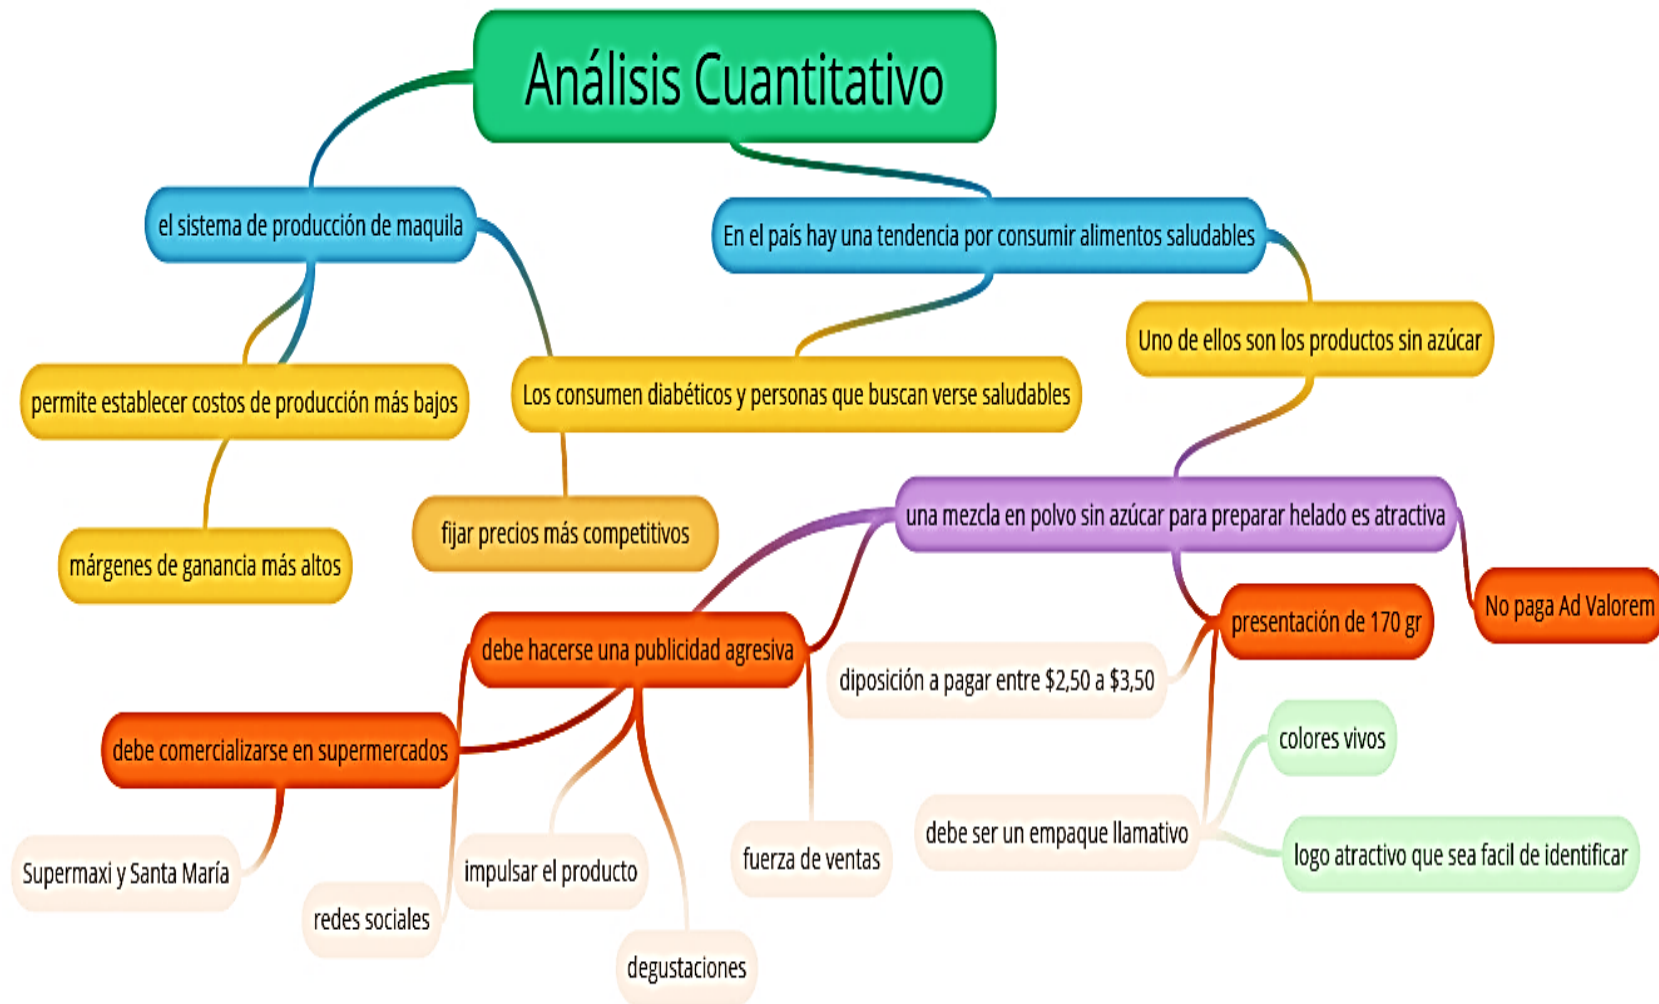 Análisis Cuantitativo
el sistema de producción de maquila
En el país hay una tendencia por consumir alimentos saludables
Uno de ellos son los productos sin azúcar
permite establecer costos de producción más bajos
Los consumen diabéticos y personas que buscan verse saludables
márgenes de ganancia más altos
fijar precios más competitivos
una mezcla en polvo sin azúcar para preparar helado es atractiva
No paga Ad Valorem
presentación de 170 gr
debe hacerse una publicidad agresiva
diposición a pagar entre $2,50 a $3,50
debe comercializarse en supermercados
colores vivos
debe ser un empaque llamativo
logo atractivo que sea facil de identificar
Supermaxi y Santa María
impulsar el producto
fuerza de ventas
redes sociales
degustaciones